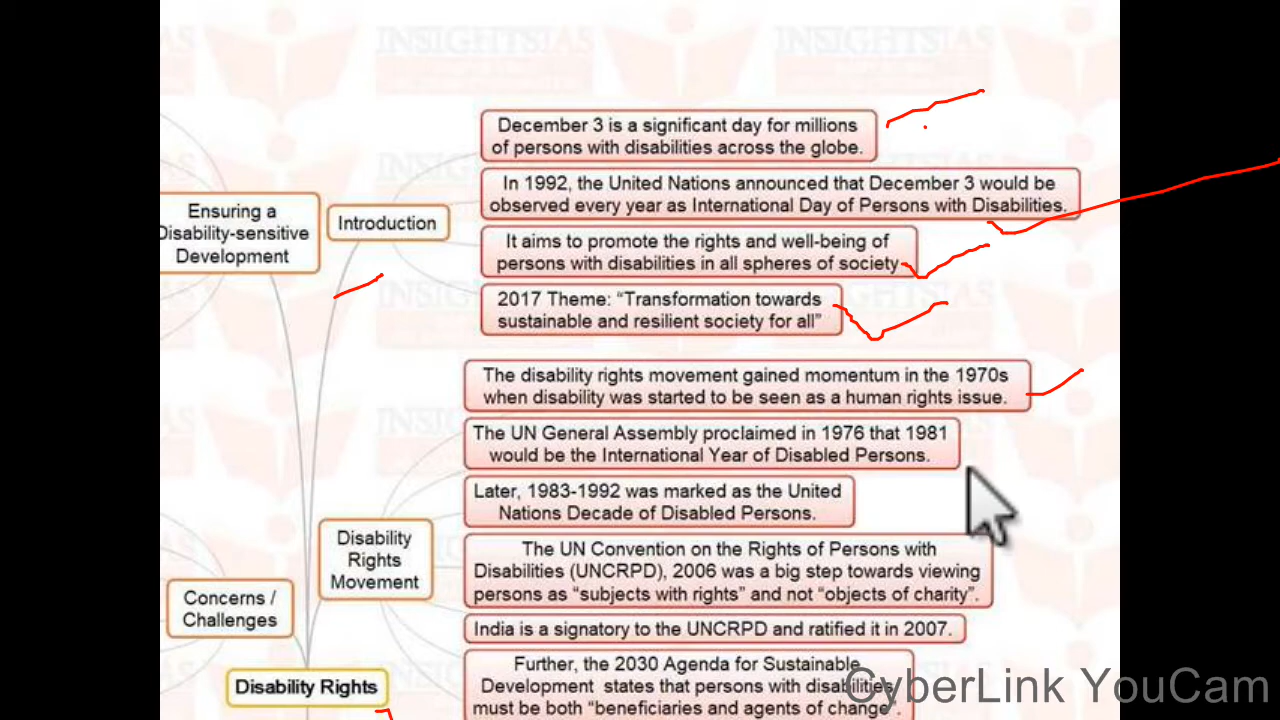 INSIGHTSIAS INSIGHTSIAS
December 3 is a significant day for millions
of persons with disabilities across the globe.
In 1992, the United Nations announced that December 3 would be
observed every year as International Day of Persons with Disabilities.
Ensuring a
Disability-sensitive
Development
Introduction
It aims to promote the rights and well-being of
persons with disabilities in all spheres of society
2017 Theme: “Transformation towards
sustainable and resilient society for all”
The disability rights movement gained momentum in the 1970s
when disability was started to be seen as a human rights issue.
The UN General Assembly proclaimed in 1976 that 1981
would be the International Year of Disabled Persons.
Later, 1983-1992 was marked as the United
Nations Decade of Disabled Persons.
Disability
Rights
Movement
The UN Convention on the Rights of Persons with
Disabilities (UNCRPD), 2006 was a big step towards viewing
persons as “subjects with rights” and not “objects of charity”.
Concerns /
Challenges
India is a signatory to the UNCRPD and ratified it in 2007.
Disability Rights
Further, the 2030 Agenda for Sustainable
Development states that persons with disabilities
must be both “beneficiaries and agents of change”.
CyberLink YouCam